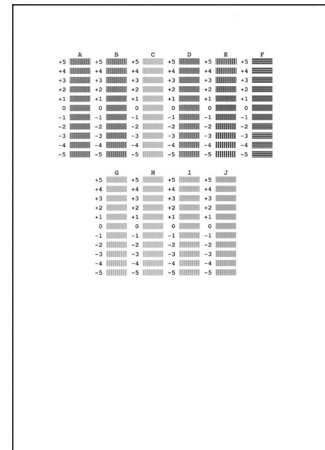 A B C D E F
+5 +5 +5 +5 +5 +5
+4 +4 +4 +4 +4 +4
+3 +3 +3 +3 +3 +3
+2 +2 +2 +2 +2 +2
+1 +1 +1 +1 +1 +1
0 0 0 0 0 0
-1 -1 -1 -1 -1 -1
-2 -2 -2 -2 -2 -2
-3 -3 -3 -3 -3 -3
-4 -4 -4 -4 -4 -4
-5 -5 -5 -5 -5 -5
G H I J
+5 +5 +5 +5
+4 +4 +4 +4
+3 +3 +3 +3
+2 +2 +2 +2
+1 +1 +1 +1
0 0 0 0
-1 -1 -1 -1
-2 -2 -2 -2
-3 -3 -3 -3
-4 -4 -4 -4
-5 -5 -5 -5